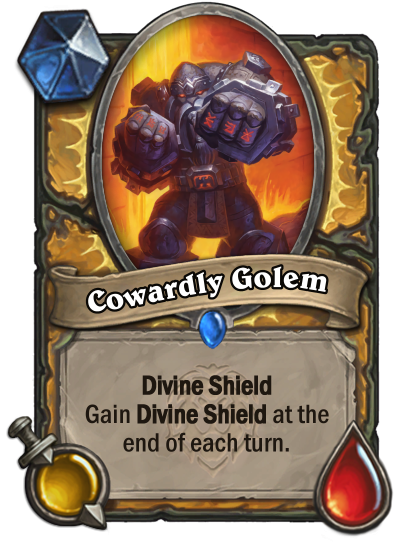 Cowardly Golem
Divine Shield
Gain Divine Shield at the
end of each turn.